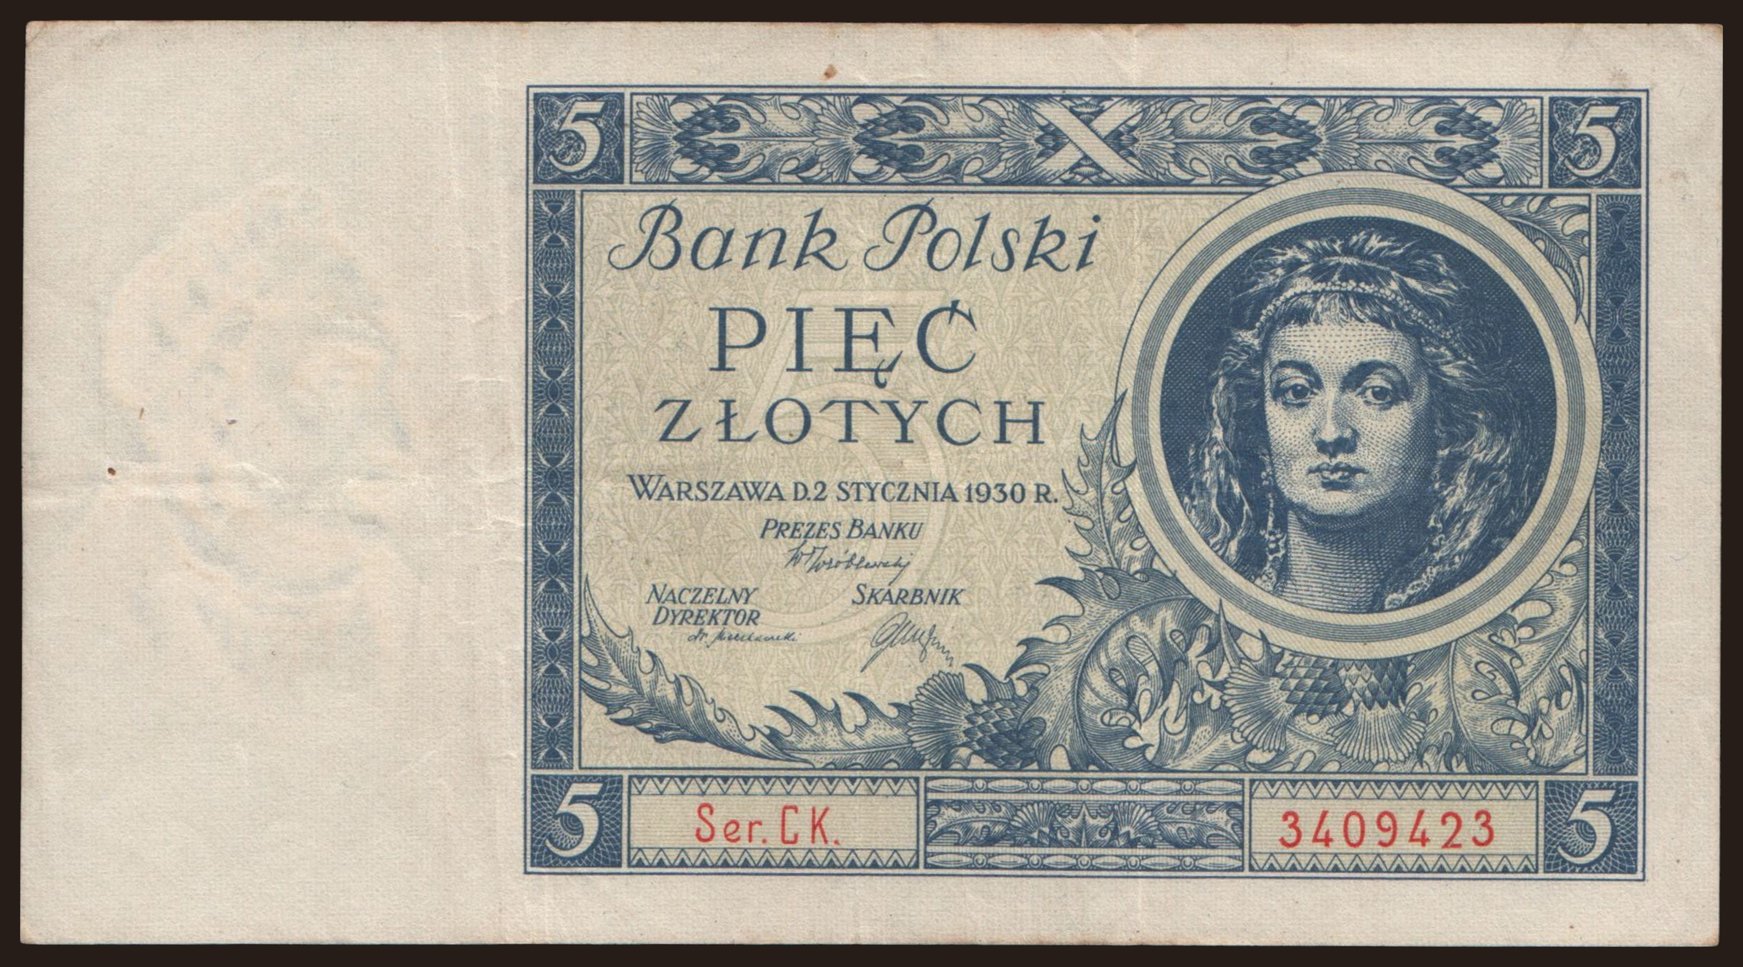 5 5
Bank Polski
PIĘĆ
ZŁOTYCH
WARSZAWA D.2 STYCZNIA 1930 R.
PREZES BANKU
NACZELNY SKARBNIK
DYREKTOR
5 Ser. CK. 3409423 5